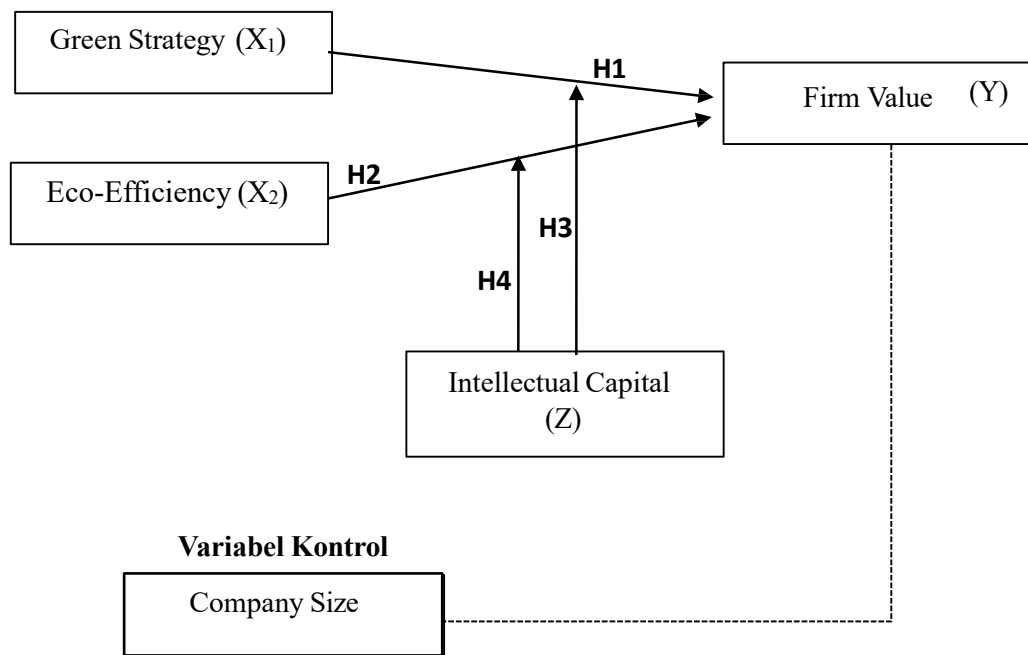 Green Strategy (X₁)
H1
Firm Value (Y)
Eco-Efficiency (X₂)
H2
H3
H4
Intellectual Capital
(Z)
Variabel Kontrol
Company Size